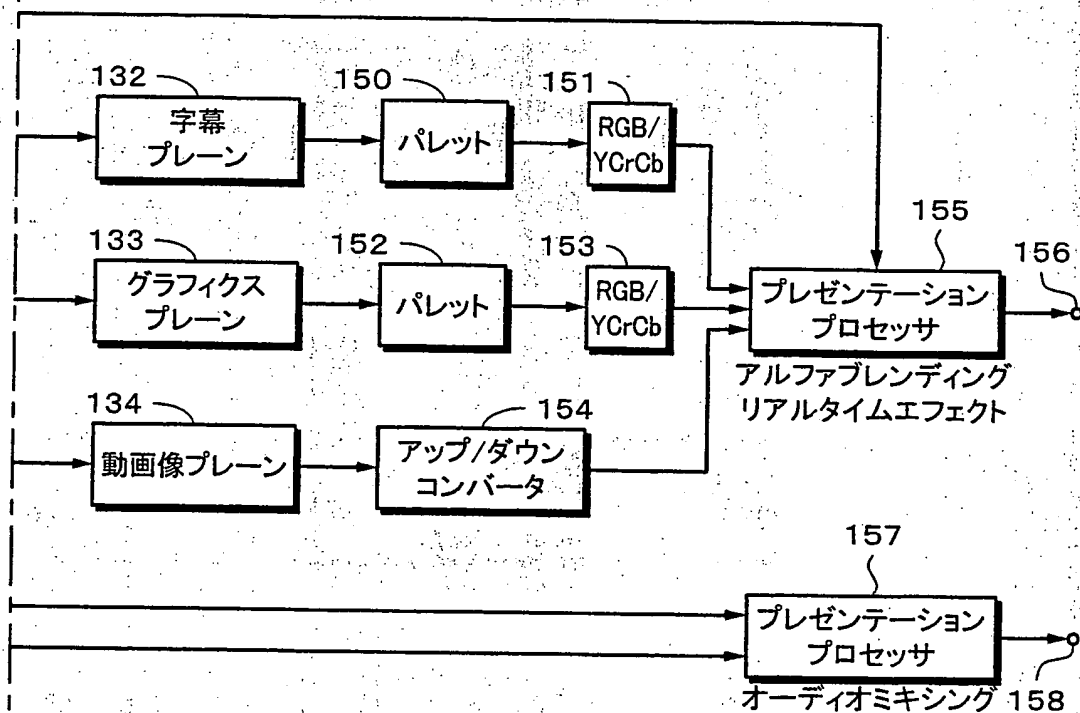 132
字幕
プレーン
150
パレット
151
RGB/
YCrCb
133
グラフィクス
プレーン
152
パレット
153
RGB/
YCrCb
155
プレゼンテーション
プロセッサ
156
アルファブレンディング
リアルタイムエフェクト
134
動画像プレーン
154
アップ/ダウン
コンバータ
157
プレゼンテーション
プロセッサ
オーディオミキシング
158